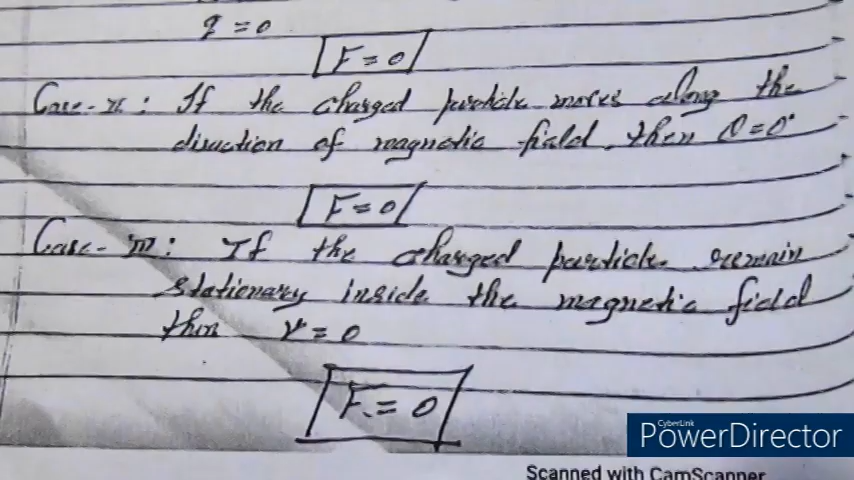 q = 0
F = 0
Case-II: If the charged particle moves along the
direction of magnetic field, then θ=0°
F = 0
Case-III: If the charged particle remain
stationary inside the magnetic field
then v = 0
F = 0
CyberLink
PowerDirector
Scanned with CamScanner